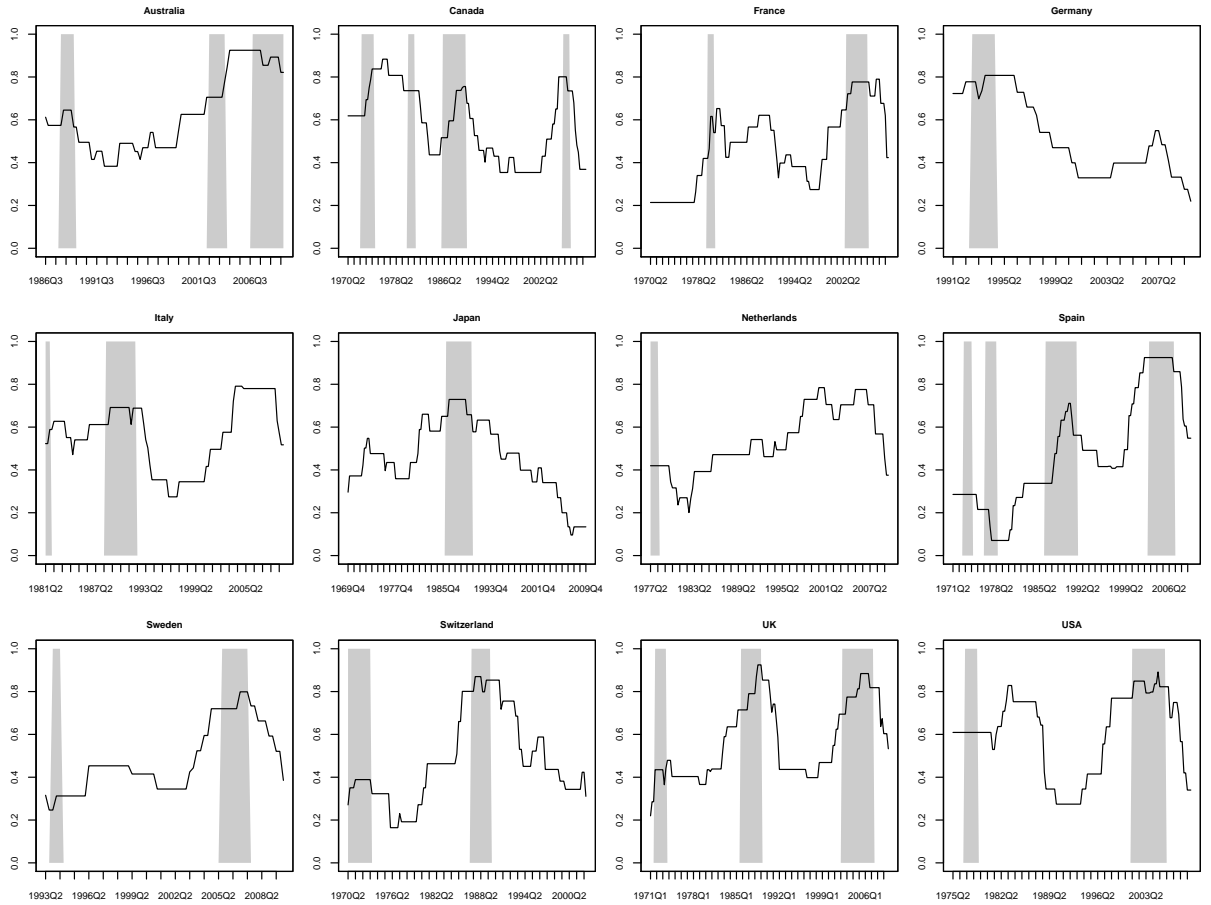 Australia Canada France Germany
0.0 0.2 0.4 0.6 0.8 1.0 0.0 0.2 0.4 0.6 0.8 1.0 0.0 0.2 0.4 0.6 0.8 1.0 0.0 0.2 0.4 0.6 0.8 1.0
1986Q3 1991Q3 1996Q3 2001Q3 2006Q3 1970Q2 1978Q2 1986Q2 1994Q2 2002Q2 1970Q2 1978Q2 1986Q2 1994Q2 2002Q2 1991Q2 1995Q2 1999Q2 2003Q2 2007Q2
Italy Japan Netherlands Spain
0.0 0.2 0.4 0.6 0.8 1.0 0.0 0.2 0.4 0.6 0.8 1.0 0.0 0.2 0.4 0.6 0.8 1.0 0.0 0.2 0.4 0.6 0.8 1.0
1981Q2 1987Q2 1993Q2 1999Q2 2005Q2 1969Q4 1977Q4 1985Q4 1993Q4 2001Q4 2009Q4 1977Q2 1983Q2 1989Q2 1995Q2 2001Q2 2007Q2 1971Q2 1978Q2 1985Q2 1992Q2 1999Q2 2006Q2
Sweden Switzerland UK USA
0.0 0.2 0.4 0.6 0.8 1.0 0.0 0.2 0.4 0.6 0.8 1.0 0.0 0.2 0.4 0.6 0.8 1.0 0.0 0.2 0.4 0.6 0.8 1.0
1993Q2 1996Q2 1999Q2 2002Q2 2005Q2 2008Q2 1970Q2 1976Q2 1982Q2 1988Q2 1994Q2 2000Q2 1971Q1 1978Q1 1985Q1 1992Q1 1999Q1 2006Q1 1975Q2 1982Q2 1989Q2 1996Q2 2003Q2